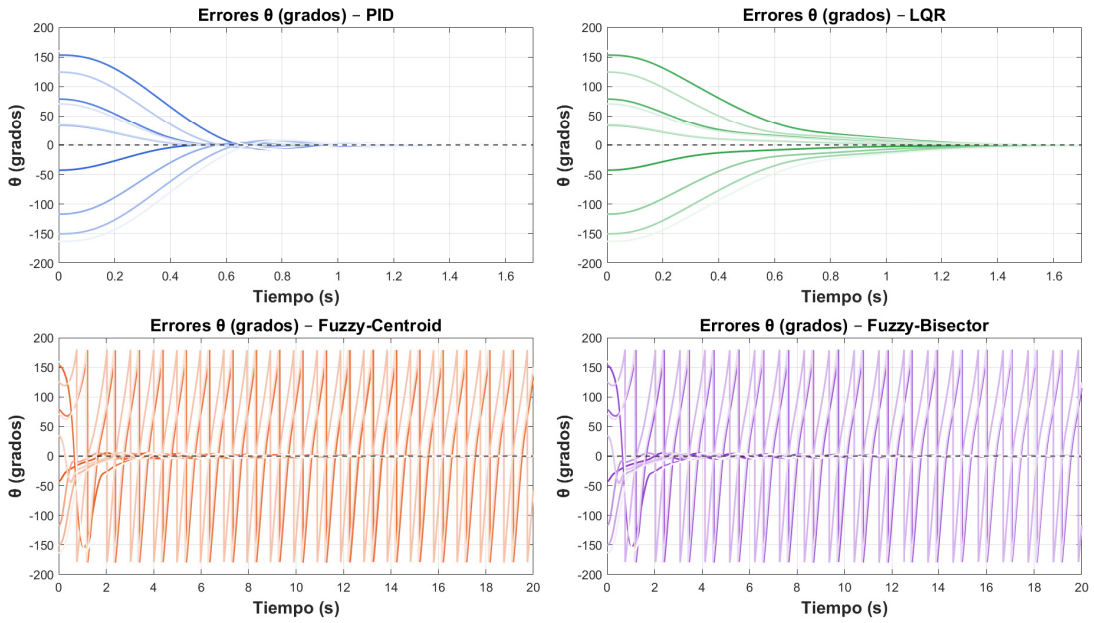 Errores θ (grados) – PID
θ (grados)
200
150
100
50
0
-50
-100
-150
-200
0 0.2 0.4 0.6 0.8 1 1.2 1.4 1.6
Tiempo (s)
Errores θ (grados) – LQR
θ (grados)
200
150
100
50
0
-50
-100
-150
-200
0 0.2 0.4 0.6 0.8 1 1.2 1.4 1.6
Tiempo (s)
Errores θ (grados) – Fuzzy-Centroid
θ (grados)
200
150
100
50
0
-50
-100
-150
-200
0 2 4 6 8 10 12 14 16 18 20
Tiempo (s)
Errores θ (grados) – Fuzzy-Bisector
θ (grados)
200
150
100
50
0
-50
-100
-150
-200
0 2 4 6 8 10 12 14 16 18 20
Tiempo (s)